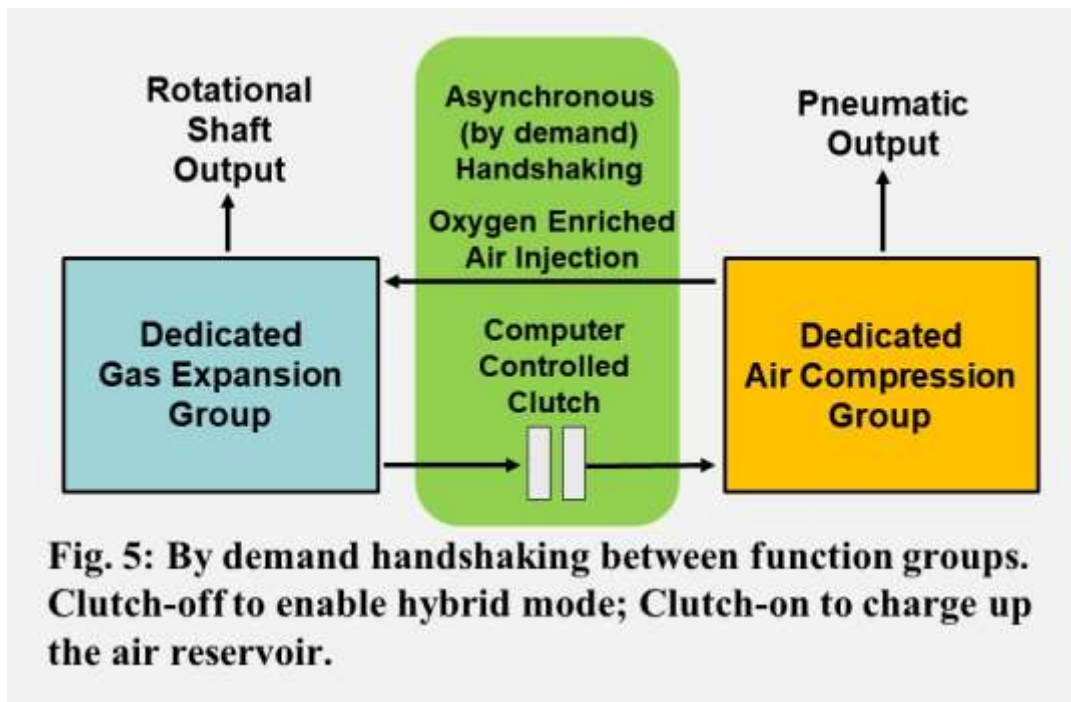 Rotational
Shaft
Output
Asynchronous
(by demand)
Handshaking
Pneumatic
Output
Oxygen Enriched
Air Injection
Dedicated
Gas Expansion
Group
Computer
Controlled
Clutch
Dedicated
Air Compression
Group
Fig. 5: By demand handshaking between function groups.
Clutch-off to enable hybrid mode; Clutch-on to charge up
the air reservoir.